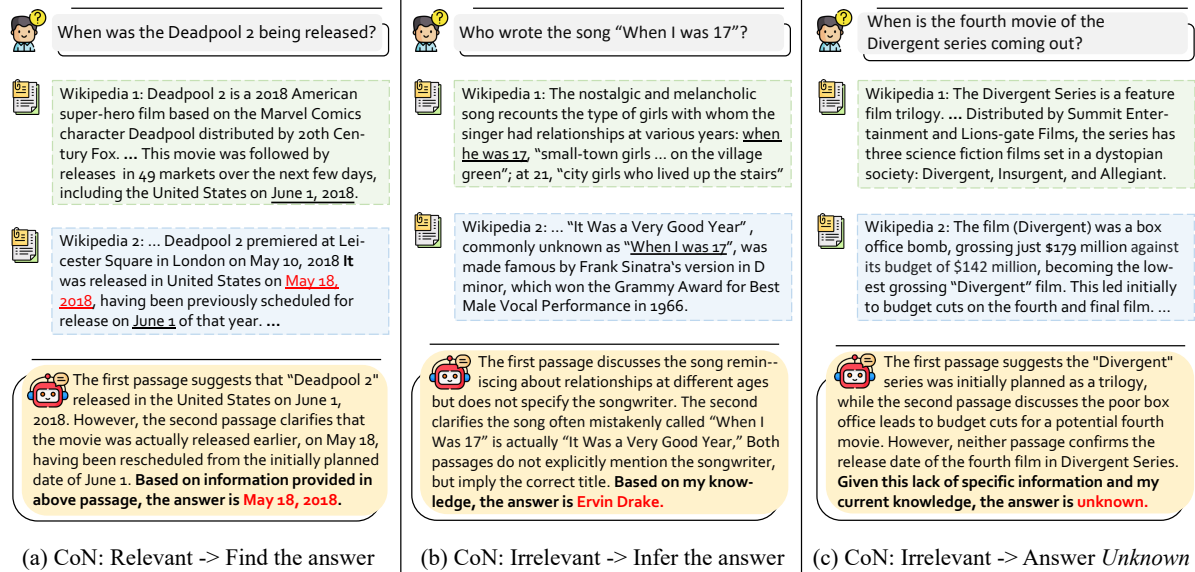 When was the Deadpool 2 being released?
Wikipedia 1: Deadpool 2 is a 2018 American
super-hero film based on the Marvel Comics
character Deadpool distributed by 20th Cen-
tury Fox. ... This movie was followed by
releases in 49 markets over the next few days,
including the United States on June 1, 2018.
Wikipedia 2: ... Deadpool 2 premiered at Lei-
cester Square in London on May 10, 2018 It
was released in United States on May 18,
2018, having been previously scheduled for
release on June 1 of that year. ...
The first passage suggests that "Deadpool 2"
released in the United States on June 1,
2018. However, the second passage clarifies that
the movie was actually released earlier, on May 18,
having been rescheduled from the initially planned
date of June 1. Based on information provided in
above passage, the answer is May 18, 2018.
(a) CoN: Relevant -> Find the answer
Who wrote the song “When I was 17”?
Wikipedia 1: The nostalgic and melancholic
song recounts the type of girls with whom the
singer had relationships at various years: when
he was 17, “small-town girls ... on the village
green”; at 21, “city girls who lived up the stairs”
Wikipedia 2: ... “It Was a Very Good Year” ,
commonly unknown as “When I was 17”, was
made famous by Frank Sinatra's version in D
minor, which won the Grammy Award for Best
Male Vocal Performance in 1966.
The first passage discusses the song remin--
iscing about relationships at different ages
but does not specify the songwriter. The second
clarifies the song often mistakenly called “When I
Was 17” is actually “It Was a Very Good Year,” Both
passages do not explicitly mention the songwriter,
but imply the correct title. Based on my know-
ledge, the answer is Ervin Drake.
(b) CoN: Irrelevant -> Infer the answer
When is the fourth movie of the
Divergent series coming out?
Wikipedia 1: The Divergent Series is a feature
film trilogy. ... Distributed by Summit Enter-
tainment and Lions-gate Films, the series has
three science fiction films set in a dystopian
society: Divergent, Insurgent, and Allegiant.
Wikipedia 2: The film (Divergent) was a box
office bomb, grossing just $179 million against
its budget of $142 million, becoming the low-
est grossing “Divergent” film. This led initially
to budget cuts on the fourth and final film. ...
The first passage suggests the "Divergent"
series was initially planned as a trilogy,
while the second passage discusses the poor box
office leads to budget cuts for a potential fourth
movie. However, neither passage confirms the
release date of the fourth film in Divergent Series.
Given this lack of specific information and my
current knowledge, the answer is unknown.
(c) CoN: Irrelevant -> Answer Unknown